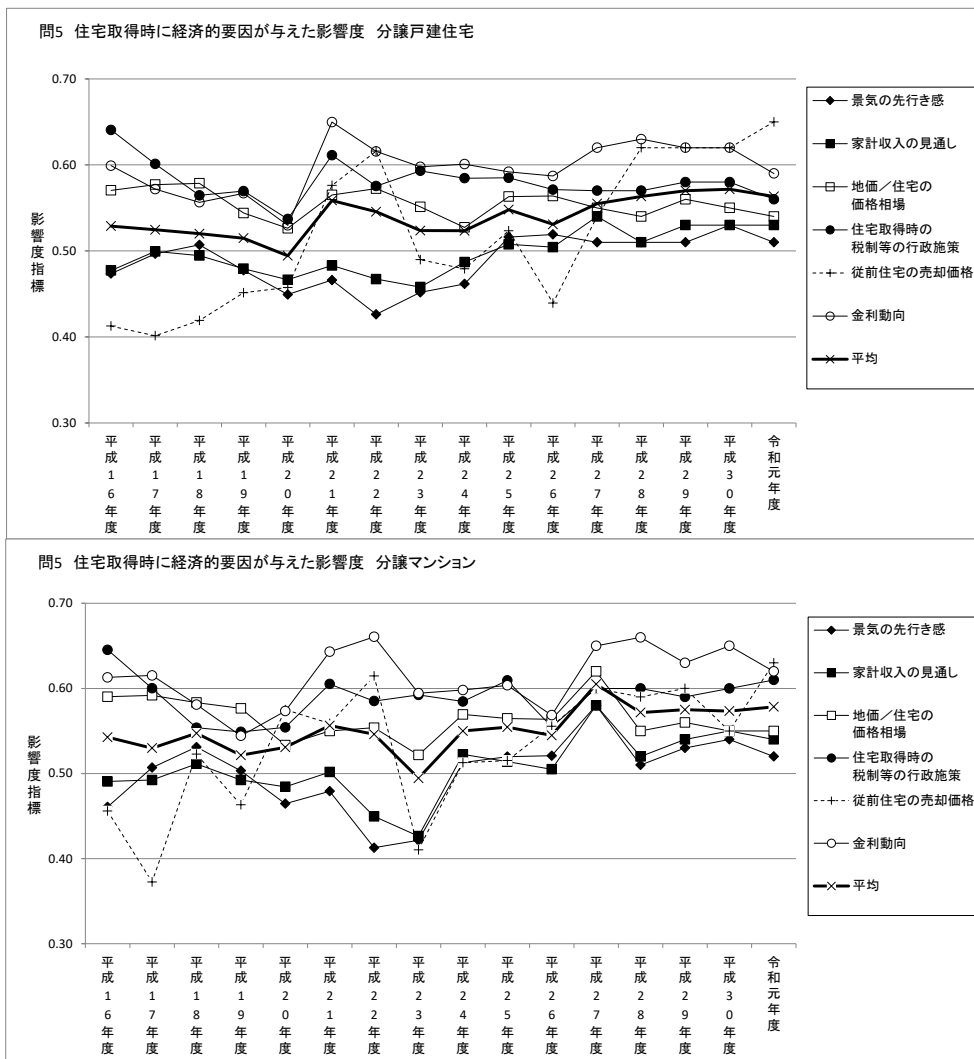 問5 住宅取得時に経済的要因が与えた影響度 分譲戸建住宅
0.70
0.60
0.50
0.40
0.30
影響度指標
平成16年度
平成17年度
平成18年度
平成19年度
平成20年度
平成21年度
平成22年度
平成23年度
平成24年度
平成25年度
平成26年度
平成27年度
平成28年度
平成29年度
平成30年度
令和元年度
景気の先行き感
家計収入の見通し
地価/住宅の
価格相場
住宅取得時の
税制等の行政施策
従前住宅の売却価格
金利動向
平均
問5 住宅取得時に経済的要因が与えた影響度 分譲マンション
0.70
0.60
0.50
0.40
0.30
影響度指標
平成16年度
平成17年度
平成18年度
平成19年度
平成20年度
平成21年度
平成22年度
平成23年度
平成24年度
平成25年度
平成26年度
平成27年度
平成28年度
平成29年度
平成30年度
令和元年度
景気の先行き感
家計収入の見通し
地価/住宅の
価格相場
住宅取得時の
税制等の行政施策
従前住宅の売却価格
金利動向
平均